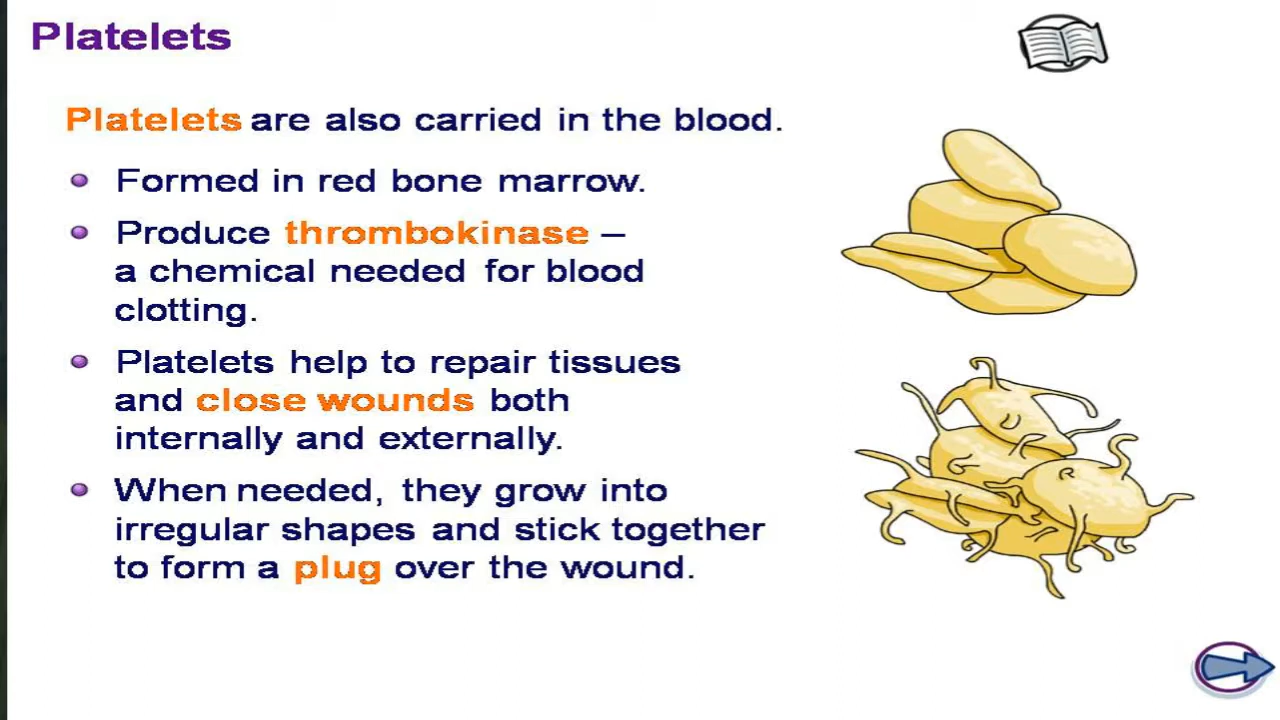 Platelets
Platelets are also carried in the blood.
Formed in red bone marrow.
Produce thrombokinase –
a chemical needed for blood
clotting.
Platelets help to repair tissues
and close wounds both
internally and externally.
When needed, they grow into
irregular shapes and stick together
to form a plug over the wound.